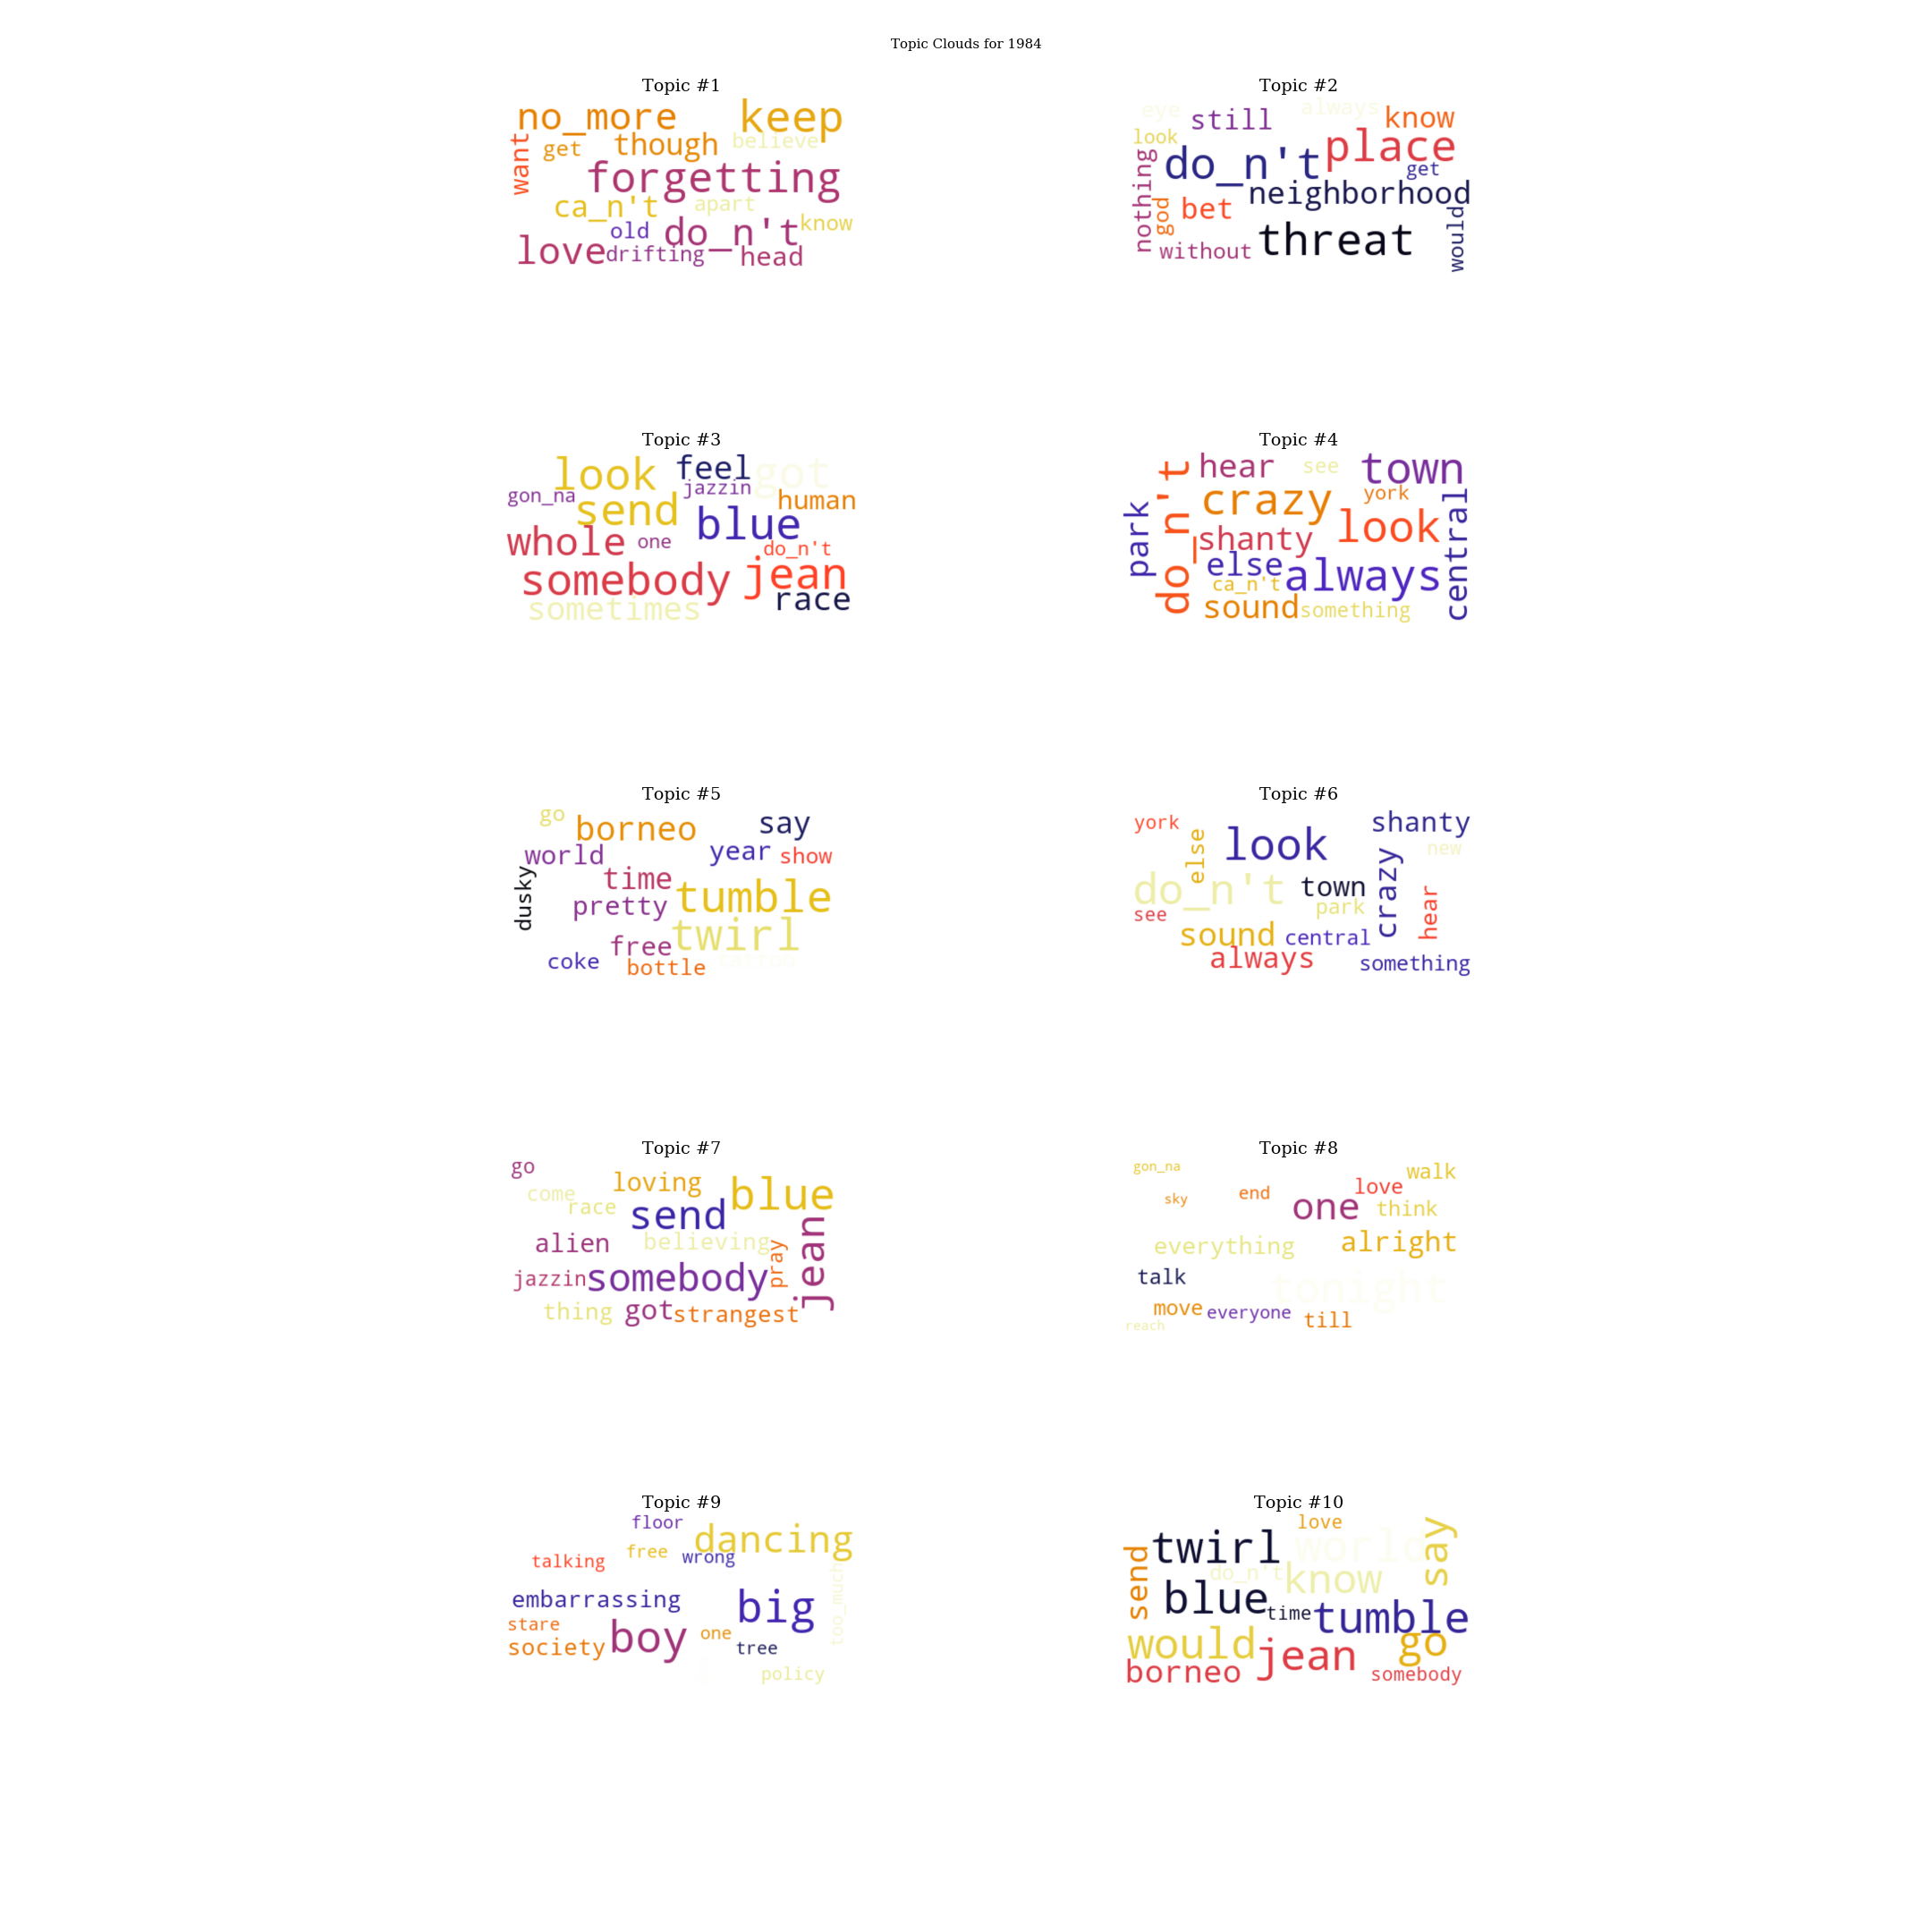 Topic Clouds for 1984
Topic #1
no_more keep
want get though believe
forgetting
ca_n't apart
old do_n't know
love drifting head
Topic #2
eye still always know
look do_n't place
nothing get
god bet neighborhood
without threat would
Topic #3
look feel got
gon_na send jazzin human
whole one blue do_n't
somebody jean
sometimes race
Topic #4
do_n't hear see town
park crazy york central
shanty look
else always
ca_n't
sound something
Topic #5
go borneo say
world year show
dusky time
pretty tumble
free twirl
coke bottle
Topic #6
york else look shanty
new
do_n't town crazy hear
see park
sound central
always something
Topic #7
go loving blue
come race send jean
alien believing pray
jazzin somebody
thing got strangest
Topic #8
gon_na walk
sky end one love think
everything alright
talk tonight
move everyone till
reach
Topic #9
floor dancing
talking free wrong
too_much
embarrassing big
stare boy one
society tree
policy
Topic #10
love
twirl world say
send do_n't know
blue time tumble
would jean go
borneo somebody